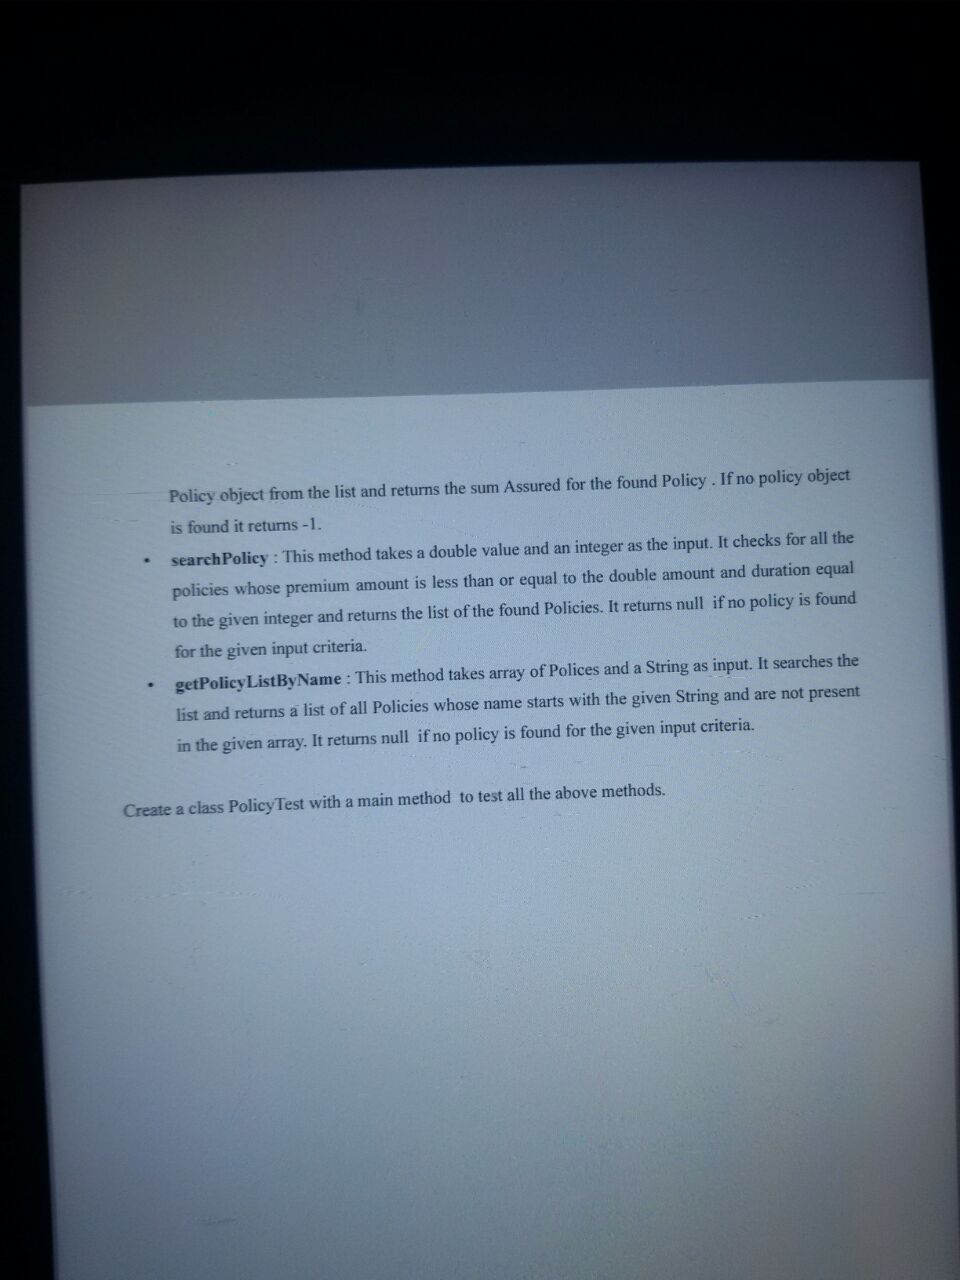 Policy object from the list and returns the sum Assured for the found Policy . If no policy object
is found it returns -1.
• searchPolicy : This method takes a double value and an integer as the input. It checks for all the
policies whose premium amount is less than or equal to the double amount and duration equal
to the given integer and returns the list of the found Policies. It returns null if no policy is found
for the given input criteria.
• getPolicyListByName : This method takes array of Polices and a String as input. It searches the
list and returns a list of all Policies whose name starts with the given String and are not present
in the given array. It returns null if no policy is found for the given input criteria.
Create a class PolicyTest with a main method to test all the above methods.